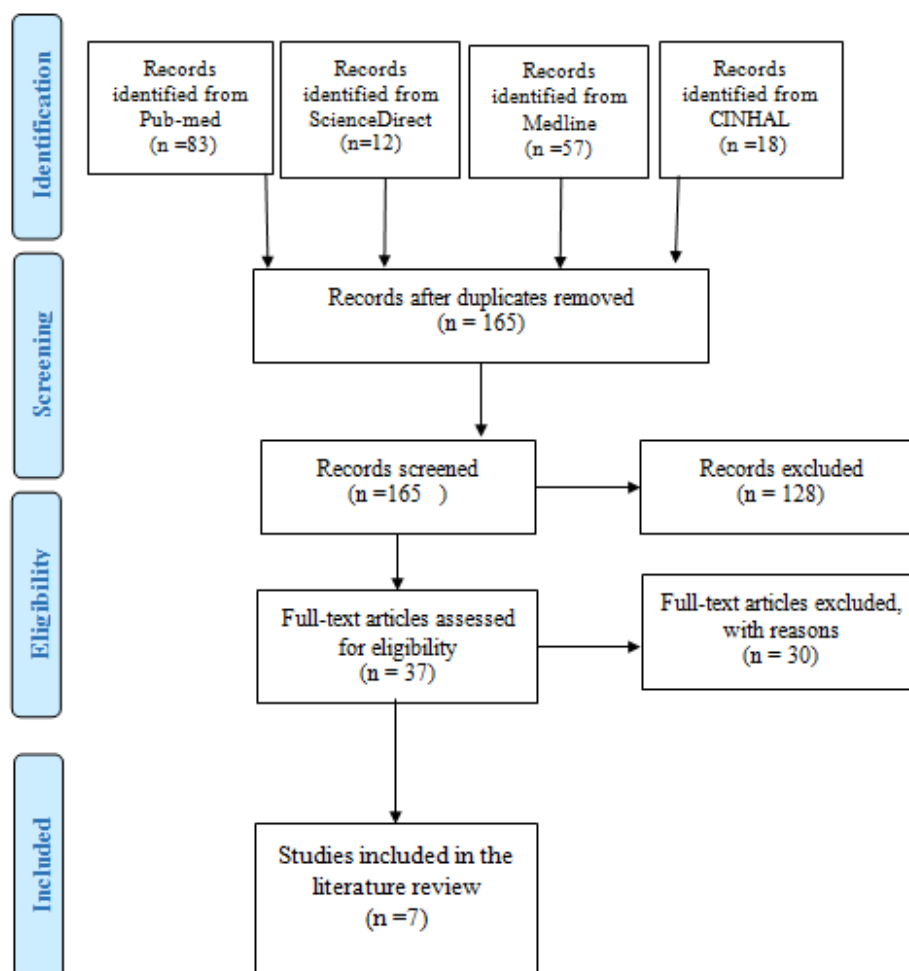 Identification
Records
identified from
Pub-med
(n =83)
Records
identified from
ScienceDirect
(n=12)
Records
identified from
Medline
(n =57)
Records
identified from
CINHAL
(n =18)
Screening
Records after duplicates removed
(n = 165)
Records screened
(n =165 )
Records excluded
(n = 128)
Eligibility
Full-text articles assessed
for eligibility
(n = 37)
Full-text articles excluded,
with reasons
(n = 30)
Included
Studies included in the
literature review
(n =7)